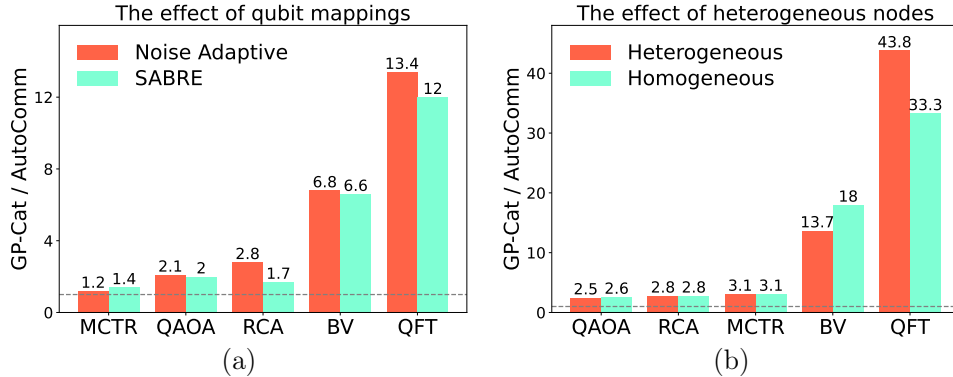 The effect of qubit mappings
GP-Cat / AutoComm
Noise Adaptive
SABRE
12
8
4
0
1.2
1.4
2.1
2
2.8
1.7
6.8
6.6
13.4
12
MCTR QAOA RCA BV QFT
(a)
The effect of heterogeneous nodes
GP-Cat / AutoComm
Heterogeneous
Homogeneous
40
30
20
10
0
2.5
2.6
2.8
2.8
3.1
3.1
13.7
18
43.8
33.3
QAOA RCA MCTR BV QFT
(b)